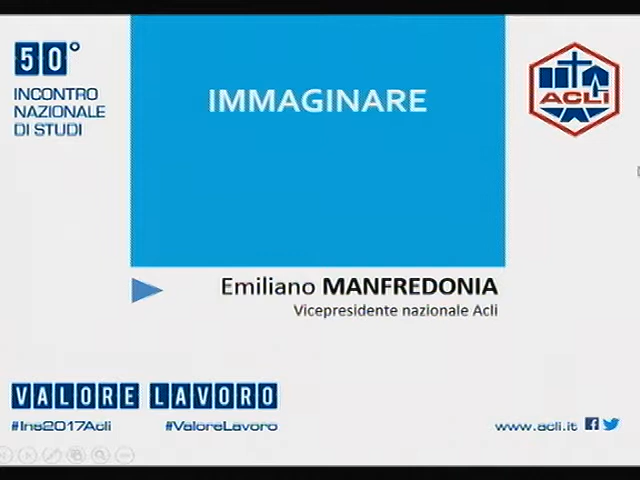 50°
INCONTRO
NAZIONALE
DI STUDI
IMMAGINARE
ACLI
Emiliano MANFREDONIA
Vicepresidente nazionale Acli
VALORE LAVORO
#Ins2017Acli #ValoreLavoro
www.acli.it